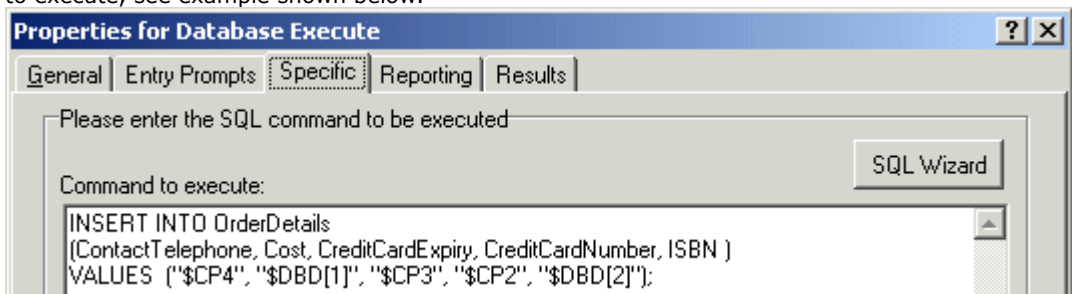 to execute, see example shown below.
Properties for Database Execute ? X
General Entry Prompts Specific Reporting Results
Please enter the SQL command to be executed
SQL Wizard
Command to execute:
INSERT INTO OrderDetails
(ContactTelephone, Cost, CreditCardExpiry, CreditCardNumber, ISBN )
VALUES ("$CP4", "$DBD[1]", "$CP3", "$CP2", "$DBD[2]");